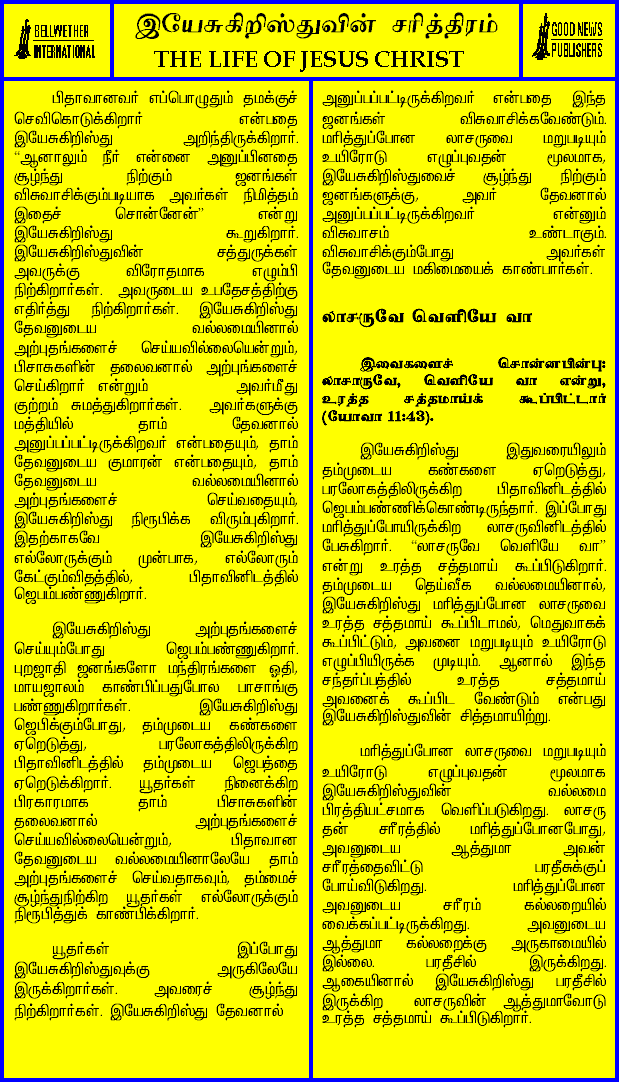 BELLWETHER
INTERNATIONAL
இயேசுகிறிஸ்துவின் சரித்திரம்
THE LIFE OF JESUS CHRIST
GOOD NEWS
PUBLISHERS
பிதாவானவர் எப்பொழுதும் தமக்குச்
செவிகொடுக்கிறார் என்பதை
இயேசுகிறிஸ்து அறிந்திருக்கிறார்.
“ஆனாலும் நீர் என்னை அனுப்பினதை
சூழ்ந்து நிற்கும் ஜனங்கள்
விசுவாசிக்கும்படியாக அவர்கள் நிமித்தம்
இதைச் சொன்னேன்” என்று
இயேசுகிறிஸ்து கூறுகிறார்.
இயேசுகிறிஸ்துவின் சத்துருக்கள்
அவருக்கு விரோதமாக எழும்பி
நிற்கிறார்கள். அவருடைய உபதேசத்திற்கு
எதிர்த்து நிற்கிறார்கள். இயேசுகிறிஸ்து
தேவனுடைய வல்லமையினால்
அற்புதங்களைச் செய்யவில்லையென்றும்,
பிசாசுகளின் தலைவனால் அற்புங்களைச்
செய்கிறார் என்றும் அவர்மீது
குற்றம் சுமத்துகிறார்கள். அவர்களுக்கு
மத்தியில் தாம் தேவனால்
அனுப்பப்பட்டிருக்கிறவர் என்பதையும், தாம்
தேவனுடைய குமாரன் என்பதையும், தாம்
தேவனுடைய வல்லமையினால்
அற்புதங்களைச் செய்வதையும்,
இயேசுகிறிஸ்து நிரூபிக்க விரும்புகிறார்.
இதற்காகவே இயேசுகிறிஸ்து
எல்லோருக்கும் முன்பாக, எல்லோரும்
கேட்கும்விதத்தில், பிதாவினிடத்தில்
ஜெபம்பண்ணுகிறார்.
இயேசுகிறிஸ்து அற்புதங்களைச்
செய்யும்போது ஜெபம்பண்ணுகிறார்.
புறஜாதி ஜனங்களோ மந்திரங்களை ஓதி,
மாயஜாலம் காண்பிப்பதுபோல பாசாங்கு
பண்ணுகிறார்கள். இயேசுகிறிஸ்து
ஜெபிக்கும்போது, தம்முடைய கண்களை
ஏறெடுத்து, பரலோகத்திலிருக்கிற
பிதாவினிடத்தில் தம்முடைய ஜெபத்தை
ஏறெடுக்கிறார். யூதர்கள் நினைக்கிற
பிரகாரமாக தாம் பிசாசுகளின்
தலைவனால் அற்புதங்களைச்
செய்யவில்லையென்றும், பிதாவான
தேவனுடைய வல்லமையினாலேயே தாம்
அற்புதங்களைச் செய்வதாகவும், தம்மைச்
சூழ்ந்துநிற்கிற யூதர்கள் எல்லோருக்கும்
நிரூபித்துக் காண்பிக்கிறார்.
யூதர்கள் இப்போது
இயேசுகிறிஸ்துவுக்கு அருகிலேயே
இருக்கிறார்கள். அவரைச் சூழ்ந்து
நிற்கிறார்கள். இயேசுகிறிஸ்து தேவனால்
அனுப்பப்பட்டிருக்கிறவர் என்பதை இந்த
ஜனங்கள் விசுவாசிக்கவேண்டும்.
மரித்துப்போன லாசருவை மறுபடியும்
உயிரோடு எழுப்புவதன் மூலமாக,
இயேசுகிறிஸ்துவைச் சூழ்ந்து நிற்கும்
ஜனங்களுக்கு, அவர் தேவனால்
அனுப்பப்பட்டிருக்கிறவர் என்னும்
விசுவாசம் உண்டாகும்.
விசுவாசிக்கும்போது அவர்கள்
தேவனுடைய மகிமையைக் காண்பார்கள்.
லாசருவே வெளியே வா
இவைகளைச் சொன்னபின்பு:
லாசாருவே, வெளியே வா என்று,
உரத்த சத்தமாய்க் கூப்பிட்டார்
(யோவா 11:43).
இயேசுகிறிஸ்து இதுவரையிலும்
தம்முடைய கண்களை ஏறெடுத்து,
பரலோகத்திலிருக்கிற பிதாவினிடத்தில்
ஜெபம்பண்ணிக்கொண்டிருந்தார். இப்போது
மரித்துப்போயிருக்கிற லாசருவினிடத்தில்
பேசுகிறார். “லாசருவே வெளியே வா”
என்று உரத்த சத்தமாய் கூப்பிடுகிறார்.
தம்முடைய தெய்வீக வல்லமையினால்,
இயேசுகிறிஸ்து மரித்துப்போன லாசருவை
உரத்த சத்தமாய் கூப்பிடாமல், மெதுவாகக்
கூப்பிட்டும், அவனை மறுபடியும் உயிரோடு
எழுப்பியிருக்க முடியும். ஆனால் இந்த
சந்தர்ப்பத்தில் உரத்த சத்தமாய்
அவனைக் கூப்பிட வேண்டும் என்பது
இயேசுகிறிஸ்துவின் சித்தமாயிற்று.
மரித்துப்போன லாசருவை மறுபடியும்
உயிரோடு எழுப்புவதன் மூலமாக
இயேசுகிறிஸ்துவின் வல்லமை
பிரத்தியட்சமாக வெளிப்படுகிறது. லாசரு
தன் சரீரத்தில் மரித்துப்போனபோது,
அவனுடைய ஆத்துமா அவன்
சரீரத்தைவிட்டு பரதீசுக்குப்
போய்விடுகிறது. மரித்துப்போன
அவனுடைய சரீரம் கல்லறையில்
வைக்கப்பட்டிருக்கிறது. அவனுடைய
ஆத்துமா கல்லறைக்கு அருகாமையில்
இல்லை. பரதீசில் இருக்கிறது.
ஆகையினால் இயேசுகிறிஸ்து பரதீசில்
இருக்கிற லாசருவின் ஆத்துமாவோடு
உரத்த சத்தமாய் கூப்பிடுகிறார்.